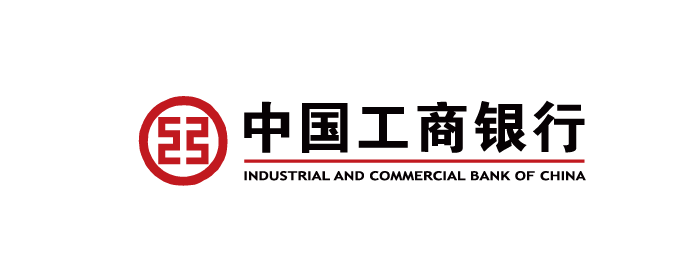 中国工商银行
INDUSTRIAL AND COMMERCIAL BANK OF CHINA